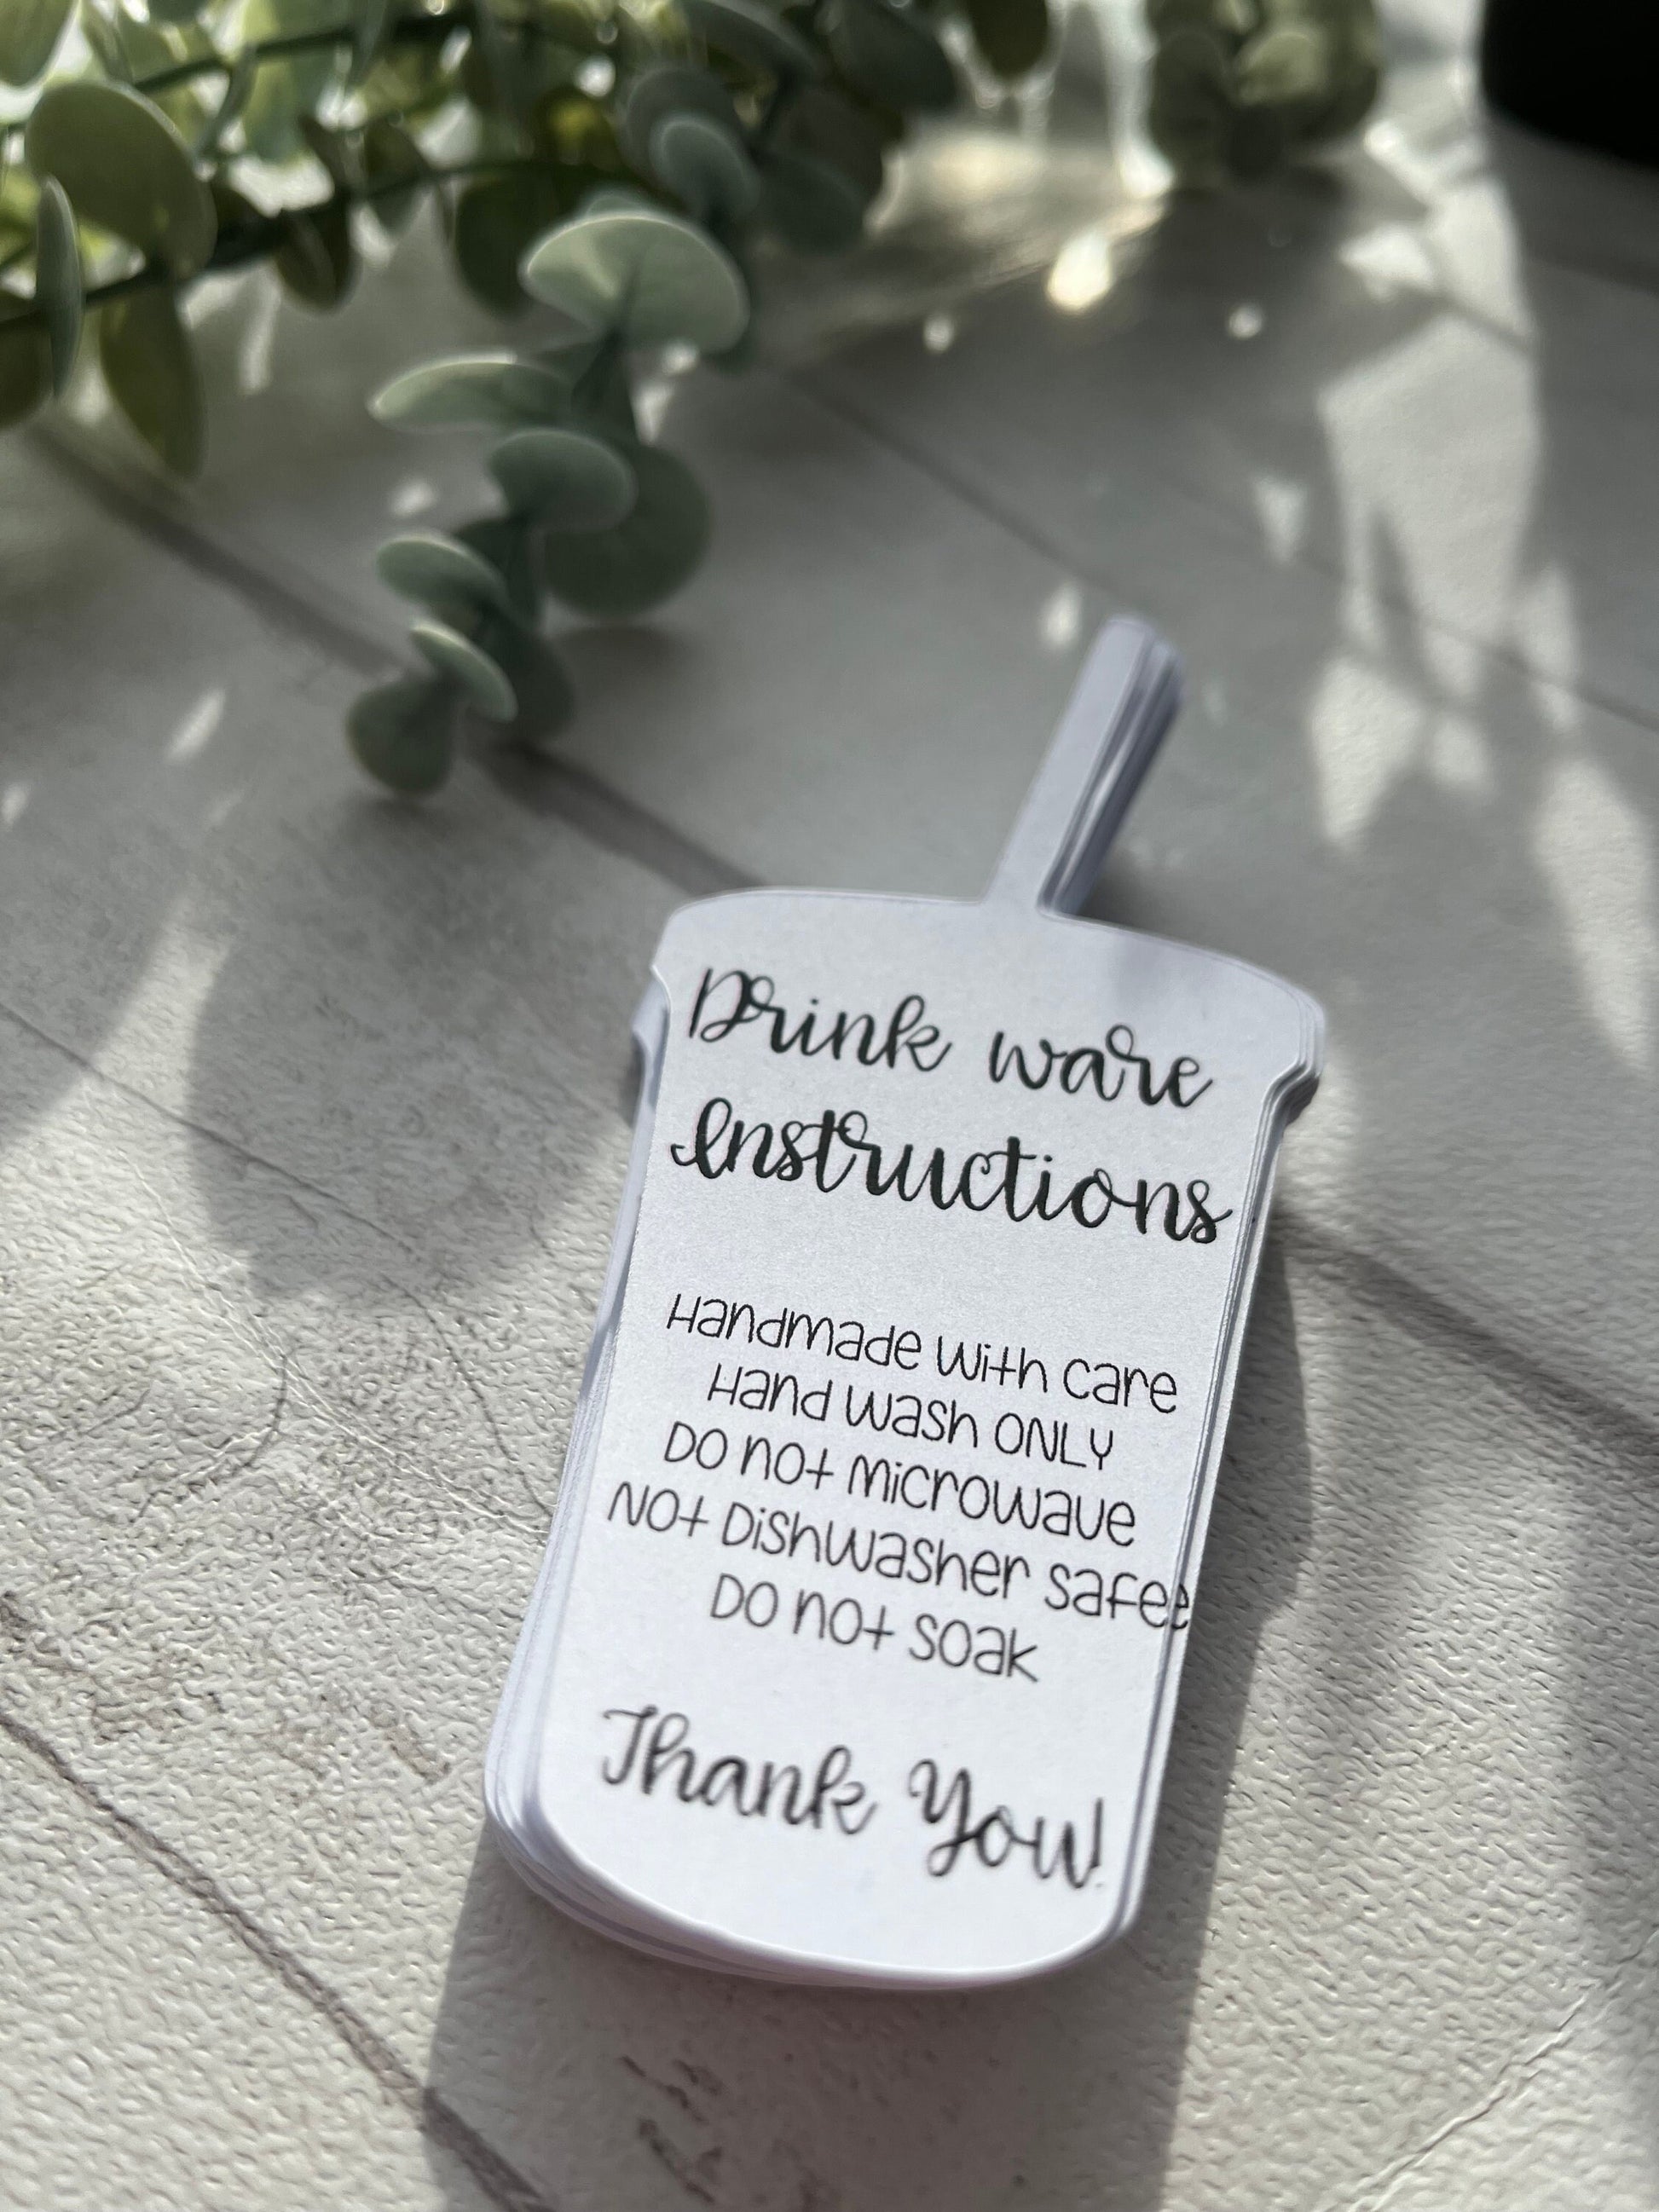 Drink ware
Instructions
Handmade with care
Hand wash ONLY
Do not microwave
Not Dishwasher safe
Do not soak
Thank You!